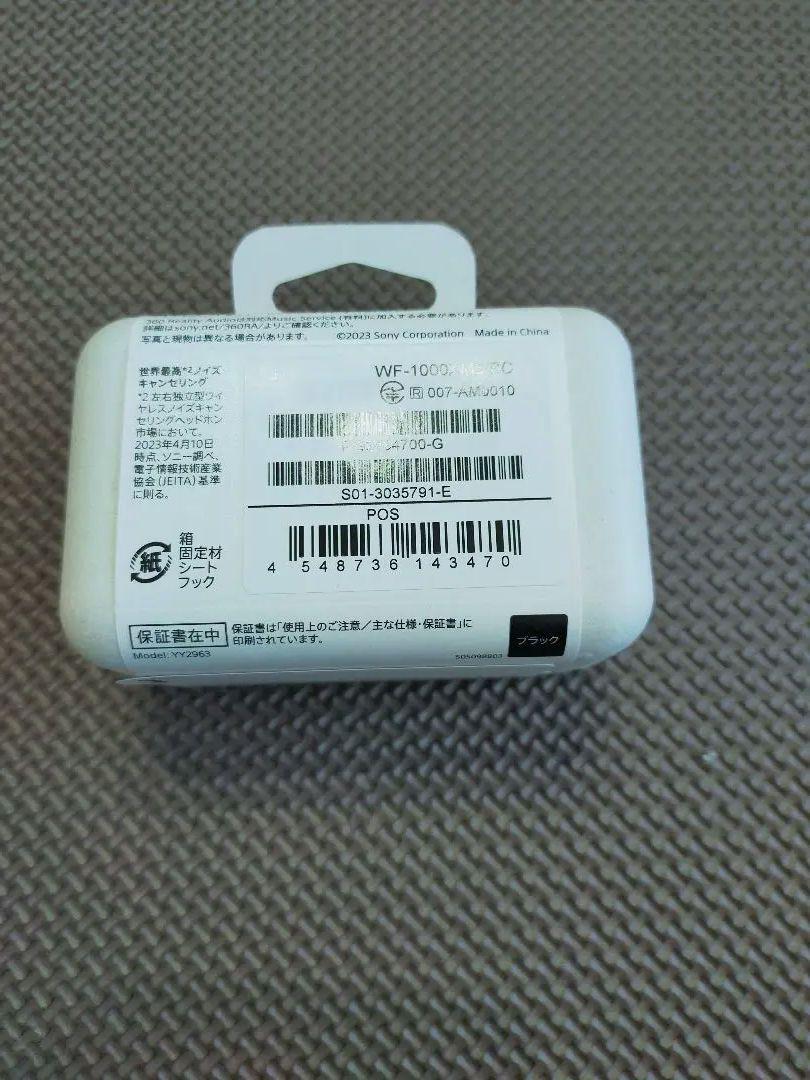 詳細はsony.net/360RA/よりご確認ください。
写真と現物は異なる場合があります。 ©2023 Sony Corporation Made in China
世界最高*2ノイズ
キャンセリング
*2 左右独立型ワイ
ヤレスノイズキャン
セリングヘッドホン
市場において。
2023年4月10日
時点、ソニー調べ、
電子情報技術産業
協会(JEITA)基準
に則る。
紙
箱
固定材
シート
フック
R 007-AM0010
S01-3035791-E
POS
4 548736 143470
保証書在中
保証書は「使用上のご注意/主な仕様・保証書」に
印刷されています。
ブラック
Model: YY2963